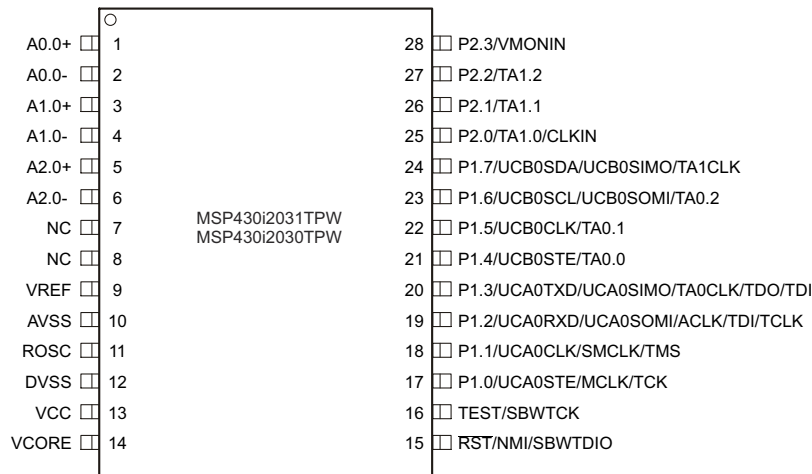 A0.0+ 1 28 P2.3/VMONIN
A0.0- 2 27 P2.2/TA1.2
A1.0+ 3 26 P2.1/TA1.1
A1.0- 4 25 P2.0/TA1.0/CLKIN
A2.0+ 5 24 P1.7/UCB0SDA/UCB0SIMO/TA1CLK
A2.0- 6 23 P1.6/UCB0SCL/UCB0SOMI/TA0.2
MSP430i2031TPW
NC 7 22 P1.5/UCB0CLK/TA0.1
MSP430i2030TPW
NC 8 21 P1.4/UCB0STE/TA0.0
VREF 9 20 P1.3/UCA0TXD/UCA0SIMO/TA0CLK/TDO/TDI
AVSS 10 19 P1.2/UCA0RXD/UCA0SOMI/ACLK/TDI/TCLK
ROSC 11 18 P1.1/UCA0CLK/SMCLK/TMS
DVSS 12 17 P1.0/UCA0STE/MCLK/TCK
VCC 13 16 TEST/SBWTCK
VCORE 14 15 RST/NMI/SBWTDIO